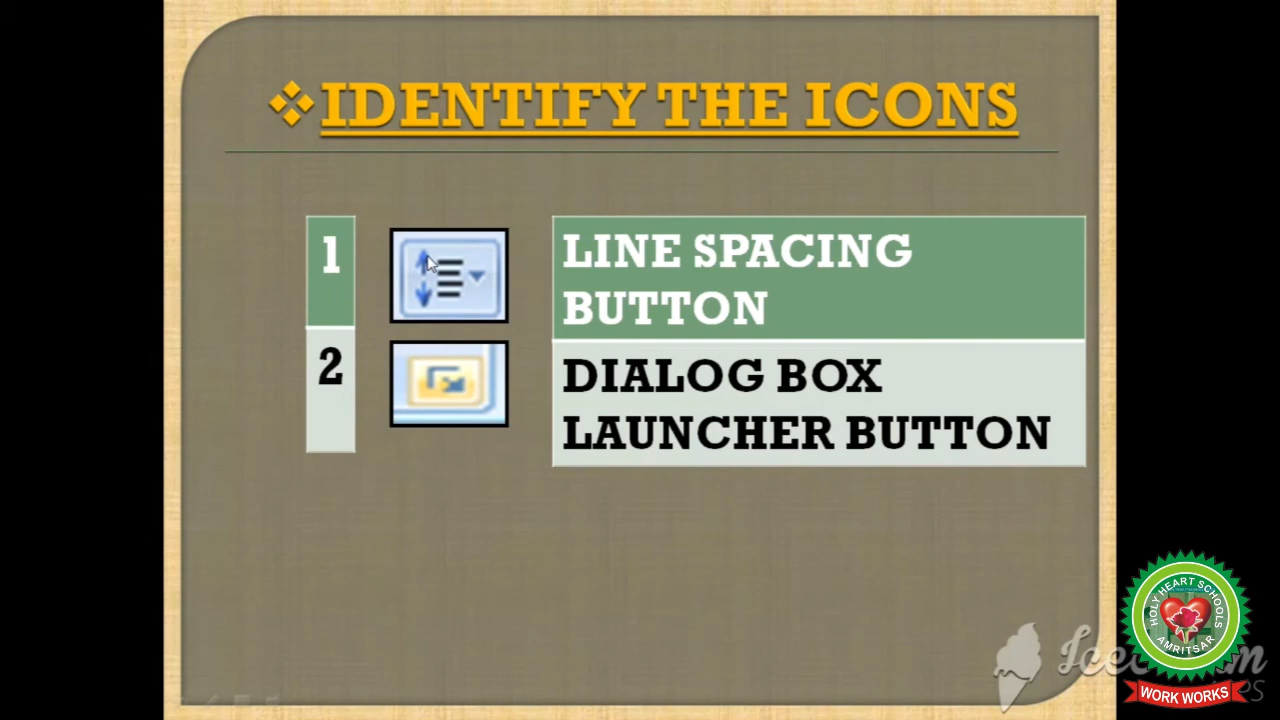 ❖IDENTIFY THE ICONS
1
LINE SPACING
BUTTON
2
DIALOG BOX
LAUNCHER BUTTON
HOLY HEART SCHOOLS
AMRITSAR
WORK WORKS